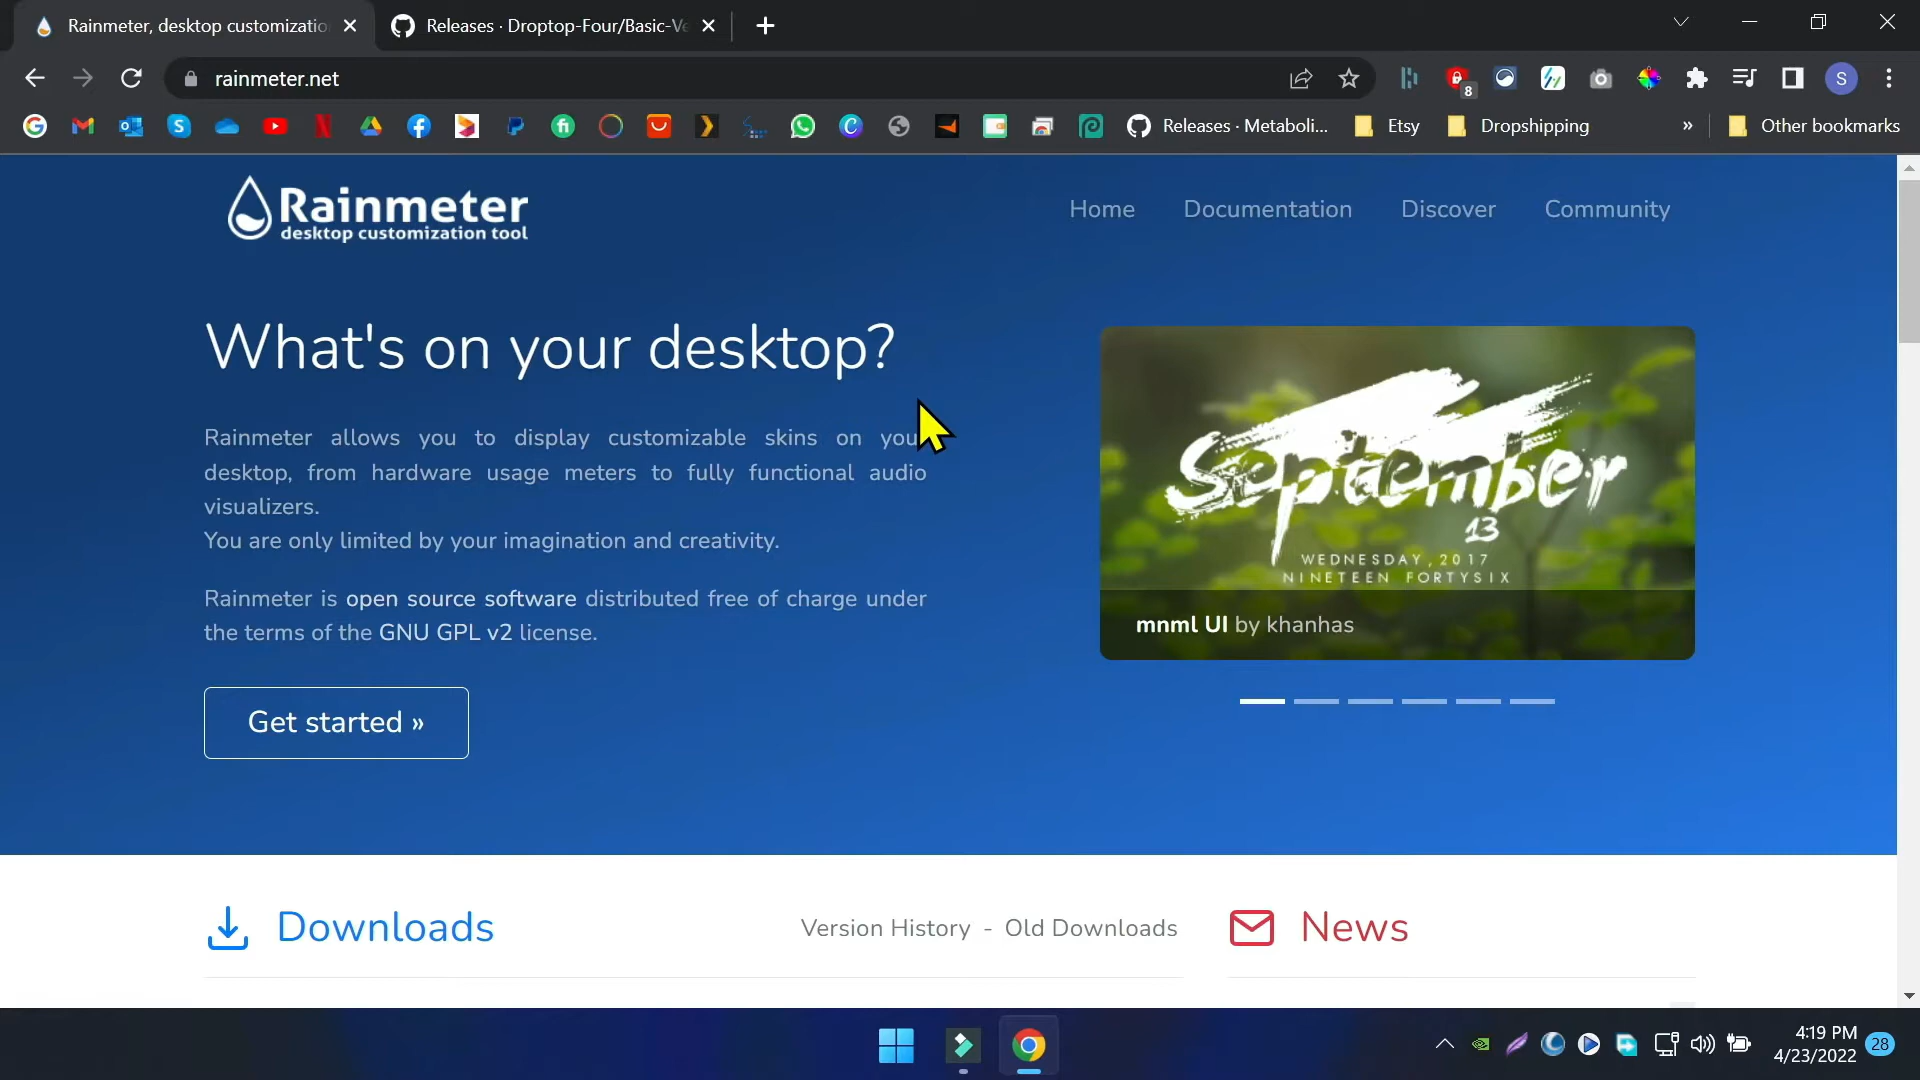 Rainmeter, desktop customizatio
Releases · Droptop-Four/Basic-Ve
rainmeter.net
8
S
Releases · Metaboli...
Etsy
Dropshipping
»
Other bookmarks
Rainmeter
desktop customization tool
Home
Documentation
Discover
Community
What's on your desktop?
Rainmeter allows you to display customizable skins on you
desktop, from hardware usage meters to fully functional audio
visualizers.
You are only limited by your imagination and creativity.
Rainmeter is open source software distributed free of charge under
the terms of the GNU GPL v2 license.
Get started »
September
13
WEDNESDAY, 2017
NINETEEN FORTYSIX
mnml UI by khanhas
Downloads
Version History - Old Downloads
News
4:19 PM
4/23/2022
28